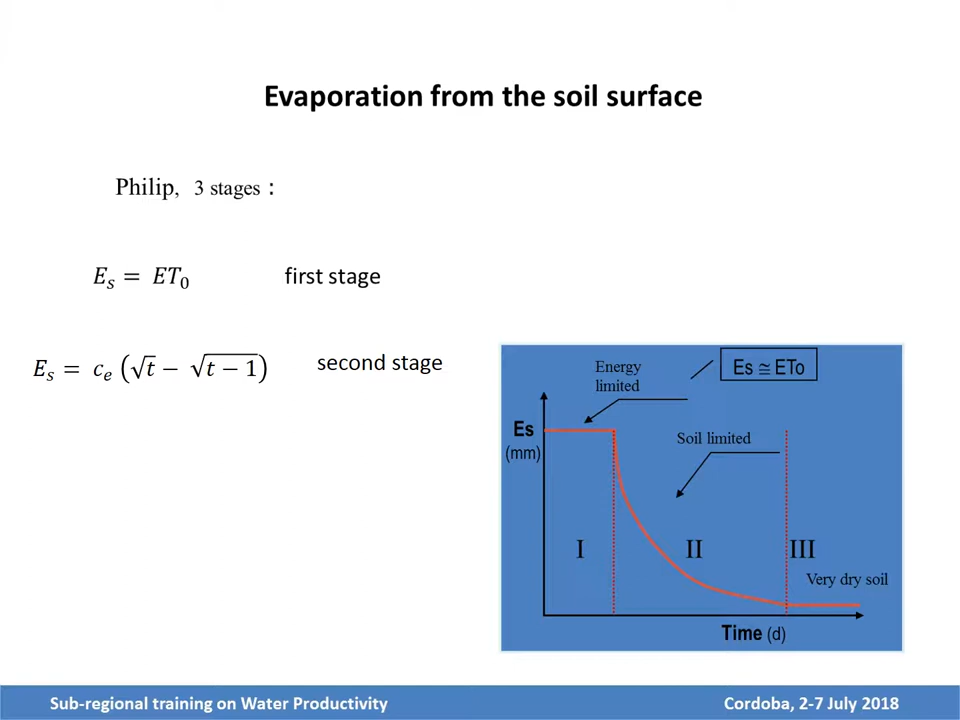 Evaporation from the soil surface
Philip, 3 stages :
E_s = ET_0 first stage
E_s = c_e (√t − √(t − 1)) second stage
Energy
limited
Es ≅ ETo
Es
(mm)
Soil limited
I II III
Very dry soil
Time (d)
Sub-regional training on Water Productivity Cordoba, 2-7 July 2018